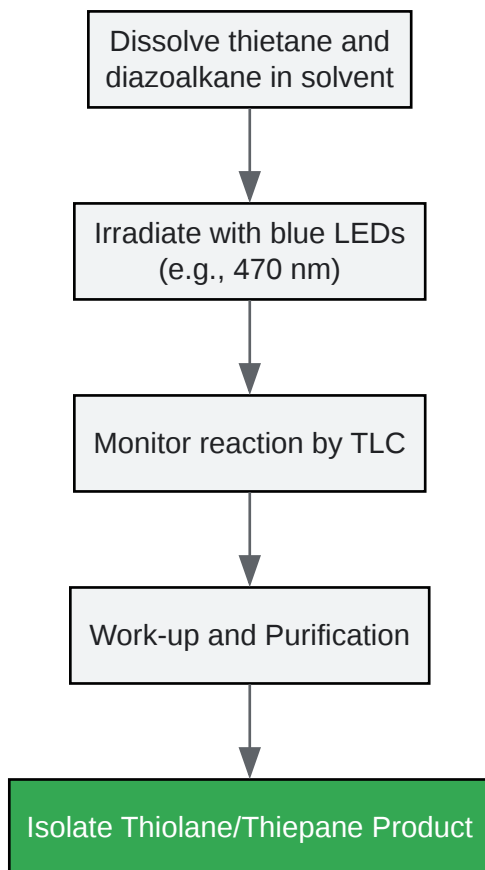 Dissolve thietane and
diazoalkane in solvent
Irradiate with blue LEDs
(e.g., 470 nm)
Monitor reaction by TLC
Work-up and Purification
Isolate Thiolane/Thiepane Product